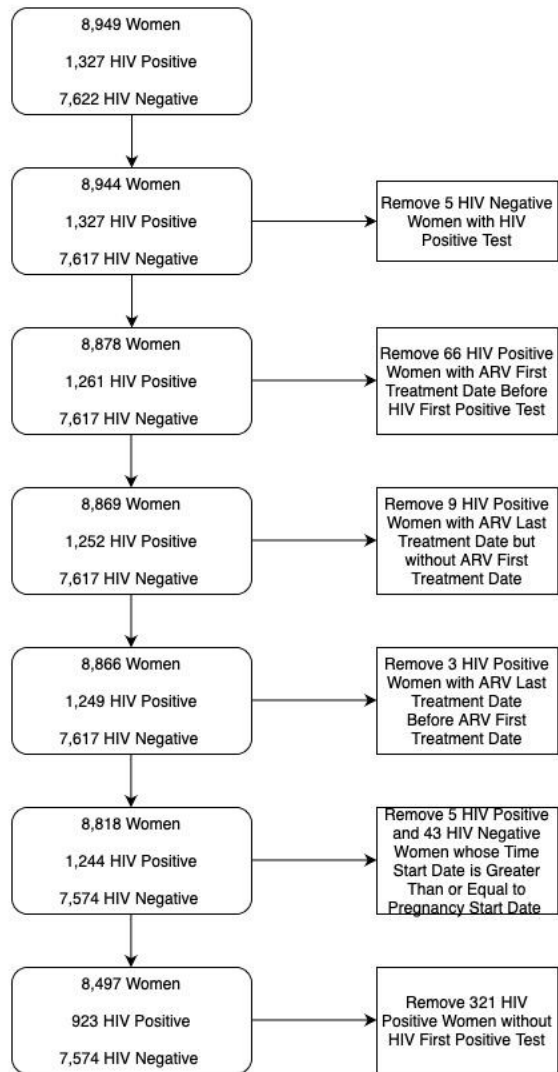 8,949 Women
1,327 HIV Positive
7,622 HIV Negative
8,944 Women
1,327 HIV Positive
7,617 HIV Negative
Remove 5 HIV Negative
Women with HIV
Positive Test
8,878 Women
1,261 HIV Positive
7,617 HIV Negative
Remove 66 HIV Positive
Women with ARV First
Treatment Date Before
HIV First Positive Test
8,869 Women
1,252 HIV Positive
7,617 HIV Negative
Remove 9 HIV Positive
Women with ARV Last
Treatment Date but
without ARV First
Treatment Date
8,866 Women
1,249 HIV Positive
7,617 HIV Negative
Remove 3 HIV Positive
Women with ARV Last
Treatment Date
Before ARV First
Treatment Date
8,818 Women
1,244 HIV Positive
7,574 HIV Negative
Remove 5 HIV Positive
and 43 HIV Negative
Women whose Time
Start Date is Greater
Than or Equal to
Pregnancy Start Date
8,497 Women
923 HIV Positive
7,574 HIV Negative
Remove 321 HIV
Positive Women without
HIV First Positive Test